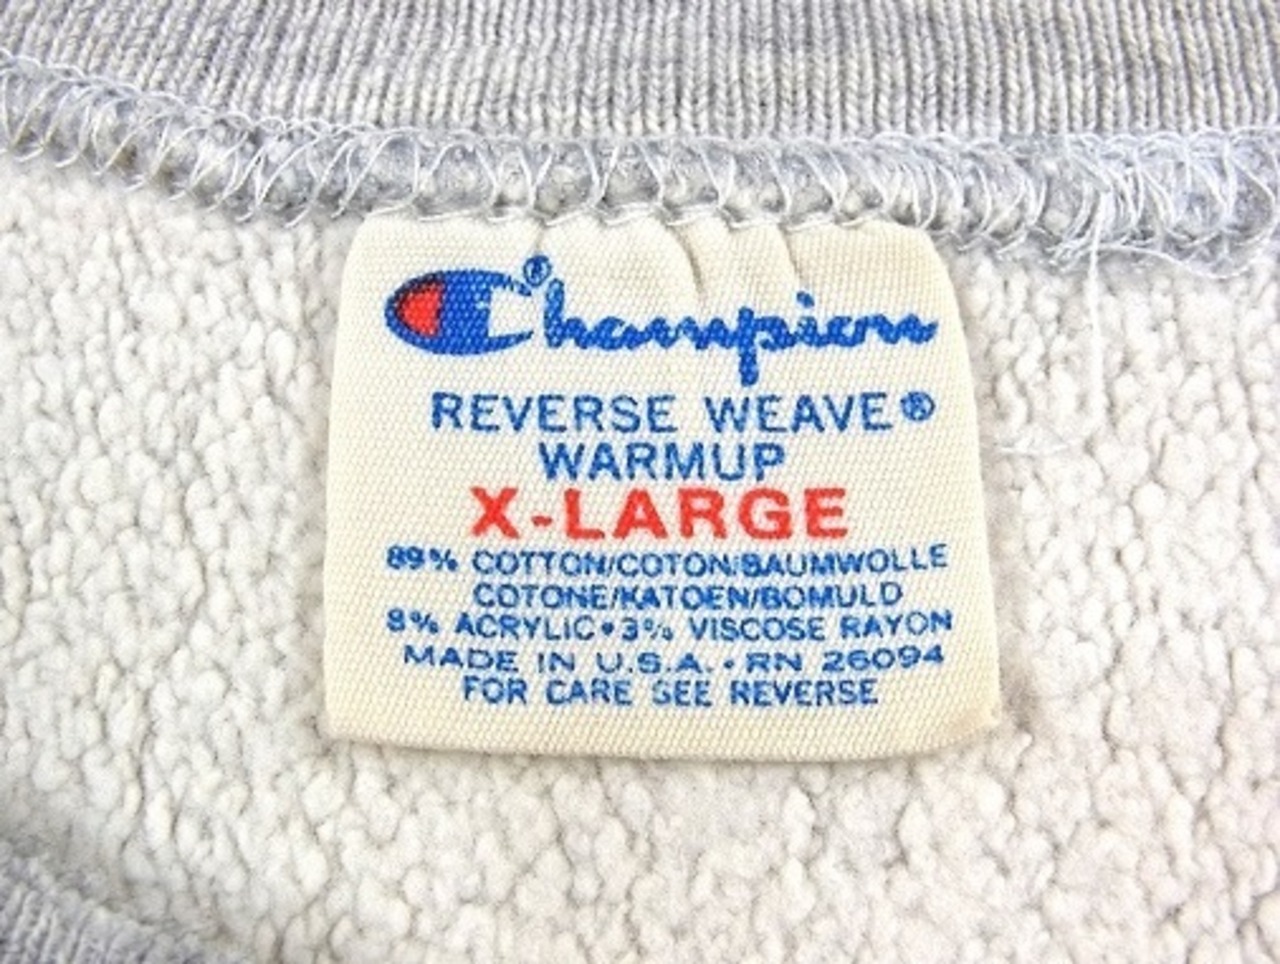 Champion®
REVERSE WEAVE®
WARMUP
X-LARGE
89% COTTON/COTON/BAUMWOLLE
COTONE/KATOEN/BOMULD
8% ACRYLIC•3% VISCOSE RAYON
MADE IN U.S.A.•RN 26094
FOR CARE SEE REVERSE